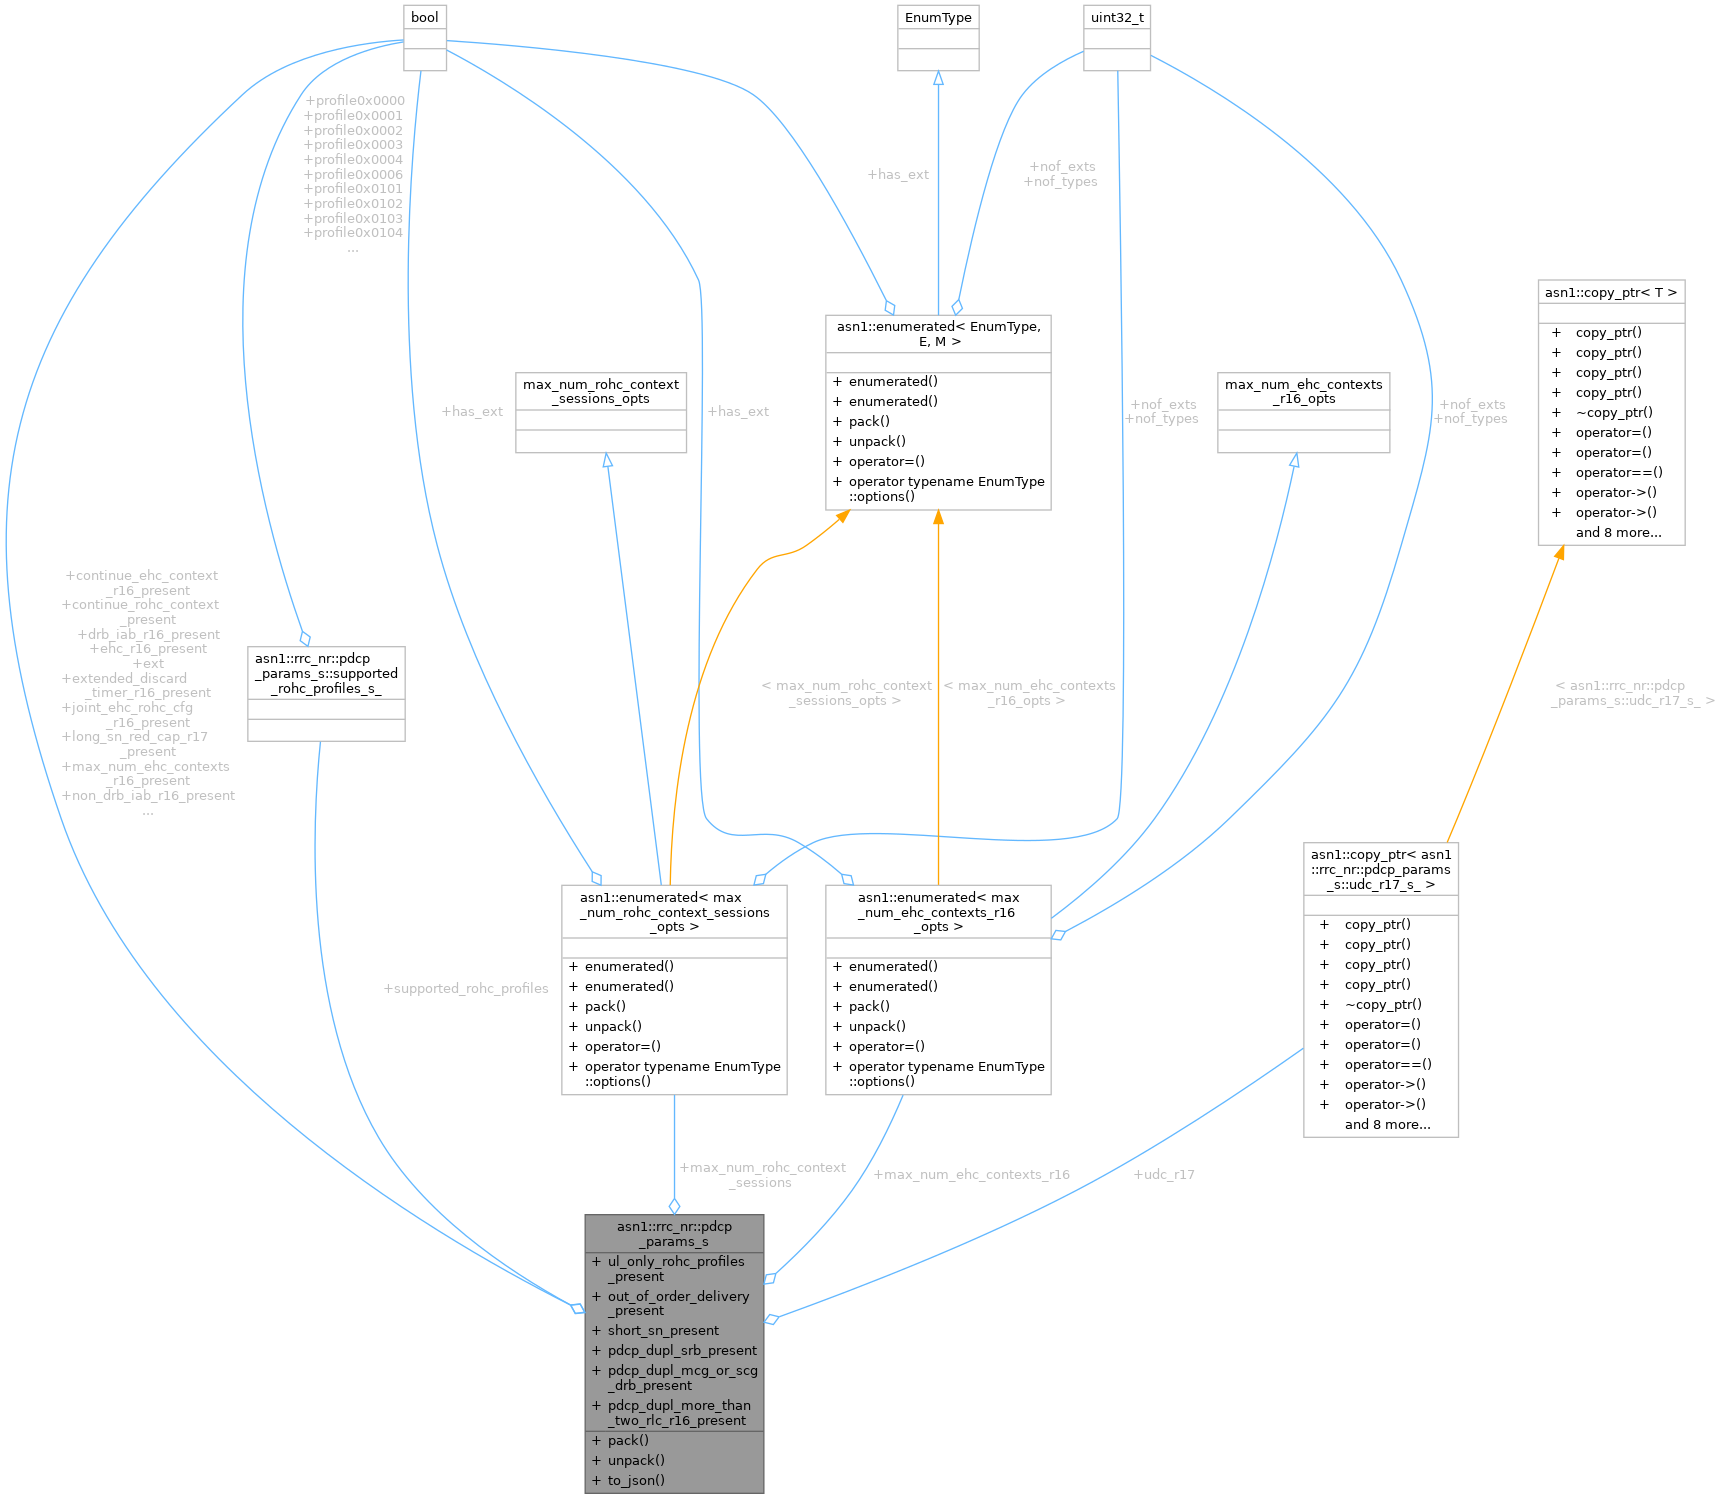 bool
EnumType
uint32_t
+profile0x0000
+profile0x0001
+profile0x0002
+profile0x0003
+profile0x0004
+profile0x0006
+profile0x0101
+profile0x0102
+profile0x0103
+profile0x0104
...
+has_ext
+nof_exts
+nof_types
asn1::copy_ptr< T >
+ copy_ptr()
+ copy_ptr()
+ copy_ptr()
+ copy_ptr()
+ ~copy_ptr()
+ operator=()
+ operator=()
+ operator==()
+ operator->()
+ operator->()
and 8 more...
asn1::enumerated< EnumType,
E, M >
+ enumerated()
+ enumerated()
+ pack()
+ unpack()
+ operator=()
+ operator typename EnumType
::options()
+has_ext
max_num_rohc_context
_sessions_opts
+has_ext
+nof_exts
+nof_types
max_num_ehc_contexts
_r16_opts
+nof_exts
+nof_types
+continue_ehc_context
_r16_present
+continue_rohc_context
_present
+drb_iab_r16_present
+ehc_r16_present
+ext
+extended_discard
_timer_r16_present
+joint_ehc_rohc_cfg
_r16_present
+long_sn_red_cap_r17
_present
+max_num_ehc_contexts
_r16_present
+non_drb_iab_r16_present
...
asn1::rrc_nr::pdcp
_params_s::supported
_rohc_profiles_s_
< max_num_rohc_context
_sessions_opts >
< max_num_ehc_contexts
_r16_opts >
< asn1::rrc_nr::pdcp
_params_s::udc_r17_s_ >
+supported_rohc_profiles
asn1::enumerated< max
_num_rohc_context_sessions
_opts >
+ enumerated()
+ enumerated()
+ pack()
+ unpack()
+ operator=()
+ operator typename EnumType
::options()
asn1::enumerated< max
_num_ehc_contexts_r16
_opts >
+ enumerated()
+ enumerated()
+ pack()
+ unpack()
+ operator=()
+ operator typename EnumType
::options()
asn1::copy_ptr< asn1
::rrc_nr::pdcp_params
_s::udc_r17_s_ >
+ copy_ptr()
+ copy_ptr()
+ copy_ptr()
+ copy_ptr()
+ ~copy_ptr()
+ operator=()
+ operator=()
+ operator==()
+ operator->()
+ operator->()
and 8 more...
+max_num_rohc_context
_sessions
+max_num_ehc_contexts_r16
+udc_r17
asn1::rrc_nr::pdcp
_params_s
+ ul_only_rohc_profiles
_present
+ out_of_order_delivery
_present
+ short_sn_present
+ pdcp_dupl_srb_present
+ pdcp_dupl_mcg_or_scg
_drb_present
+ pdcp_dupl_more_than
_two_rlc_r16_present
+ pack()
+ unpack()
+ to_json()